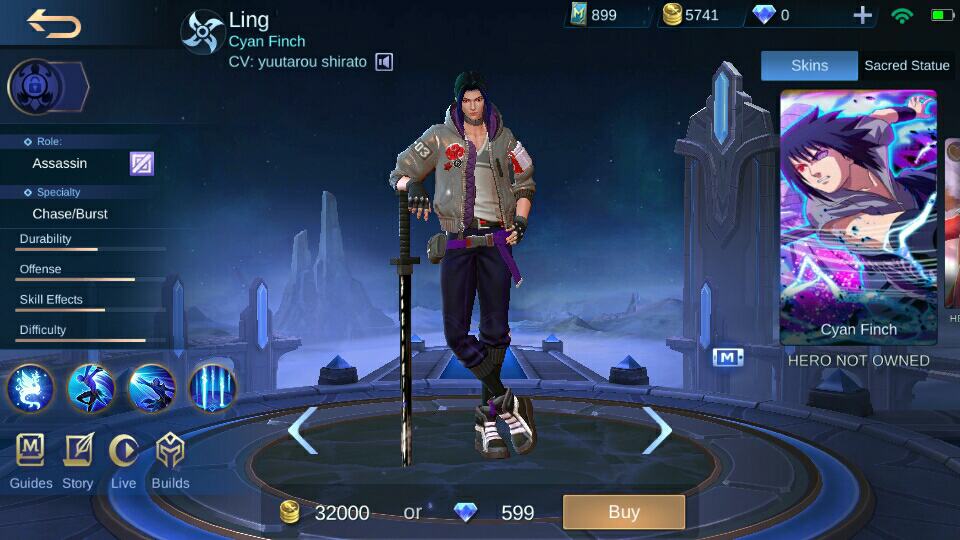 Ling
Cyan Finch
CV: yuutarou shirato
899
5741
0
Skins
Sacred Statue
Role:
Assassin
Specialty
Chase/Burst
Durability
Offense
Skill Effects
Difficulty
03
Cyan Finch
M
HERO NOT OWNED
Guides
Story
Live
Builds
32000 or 599
Buy